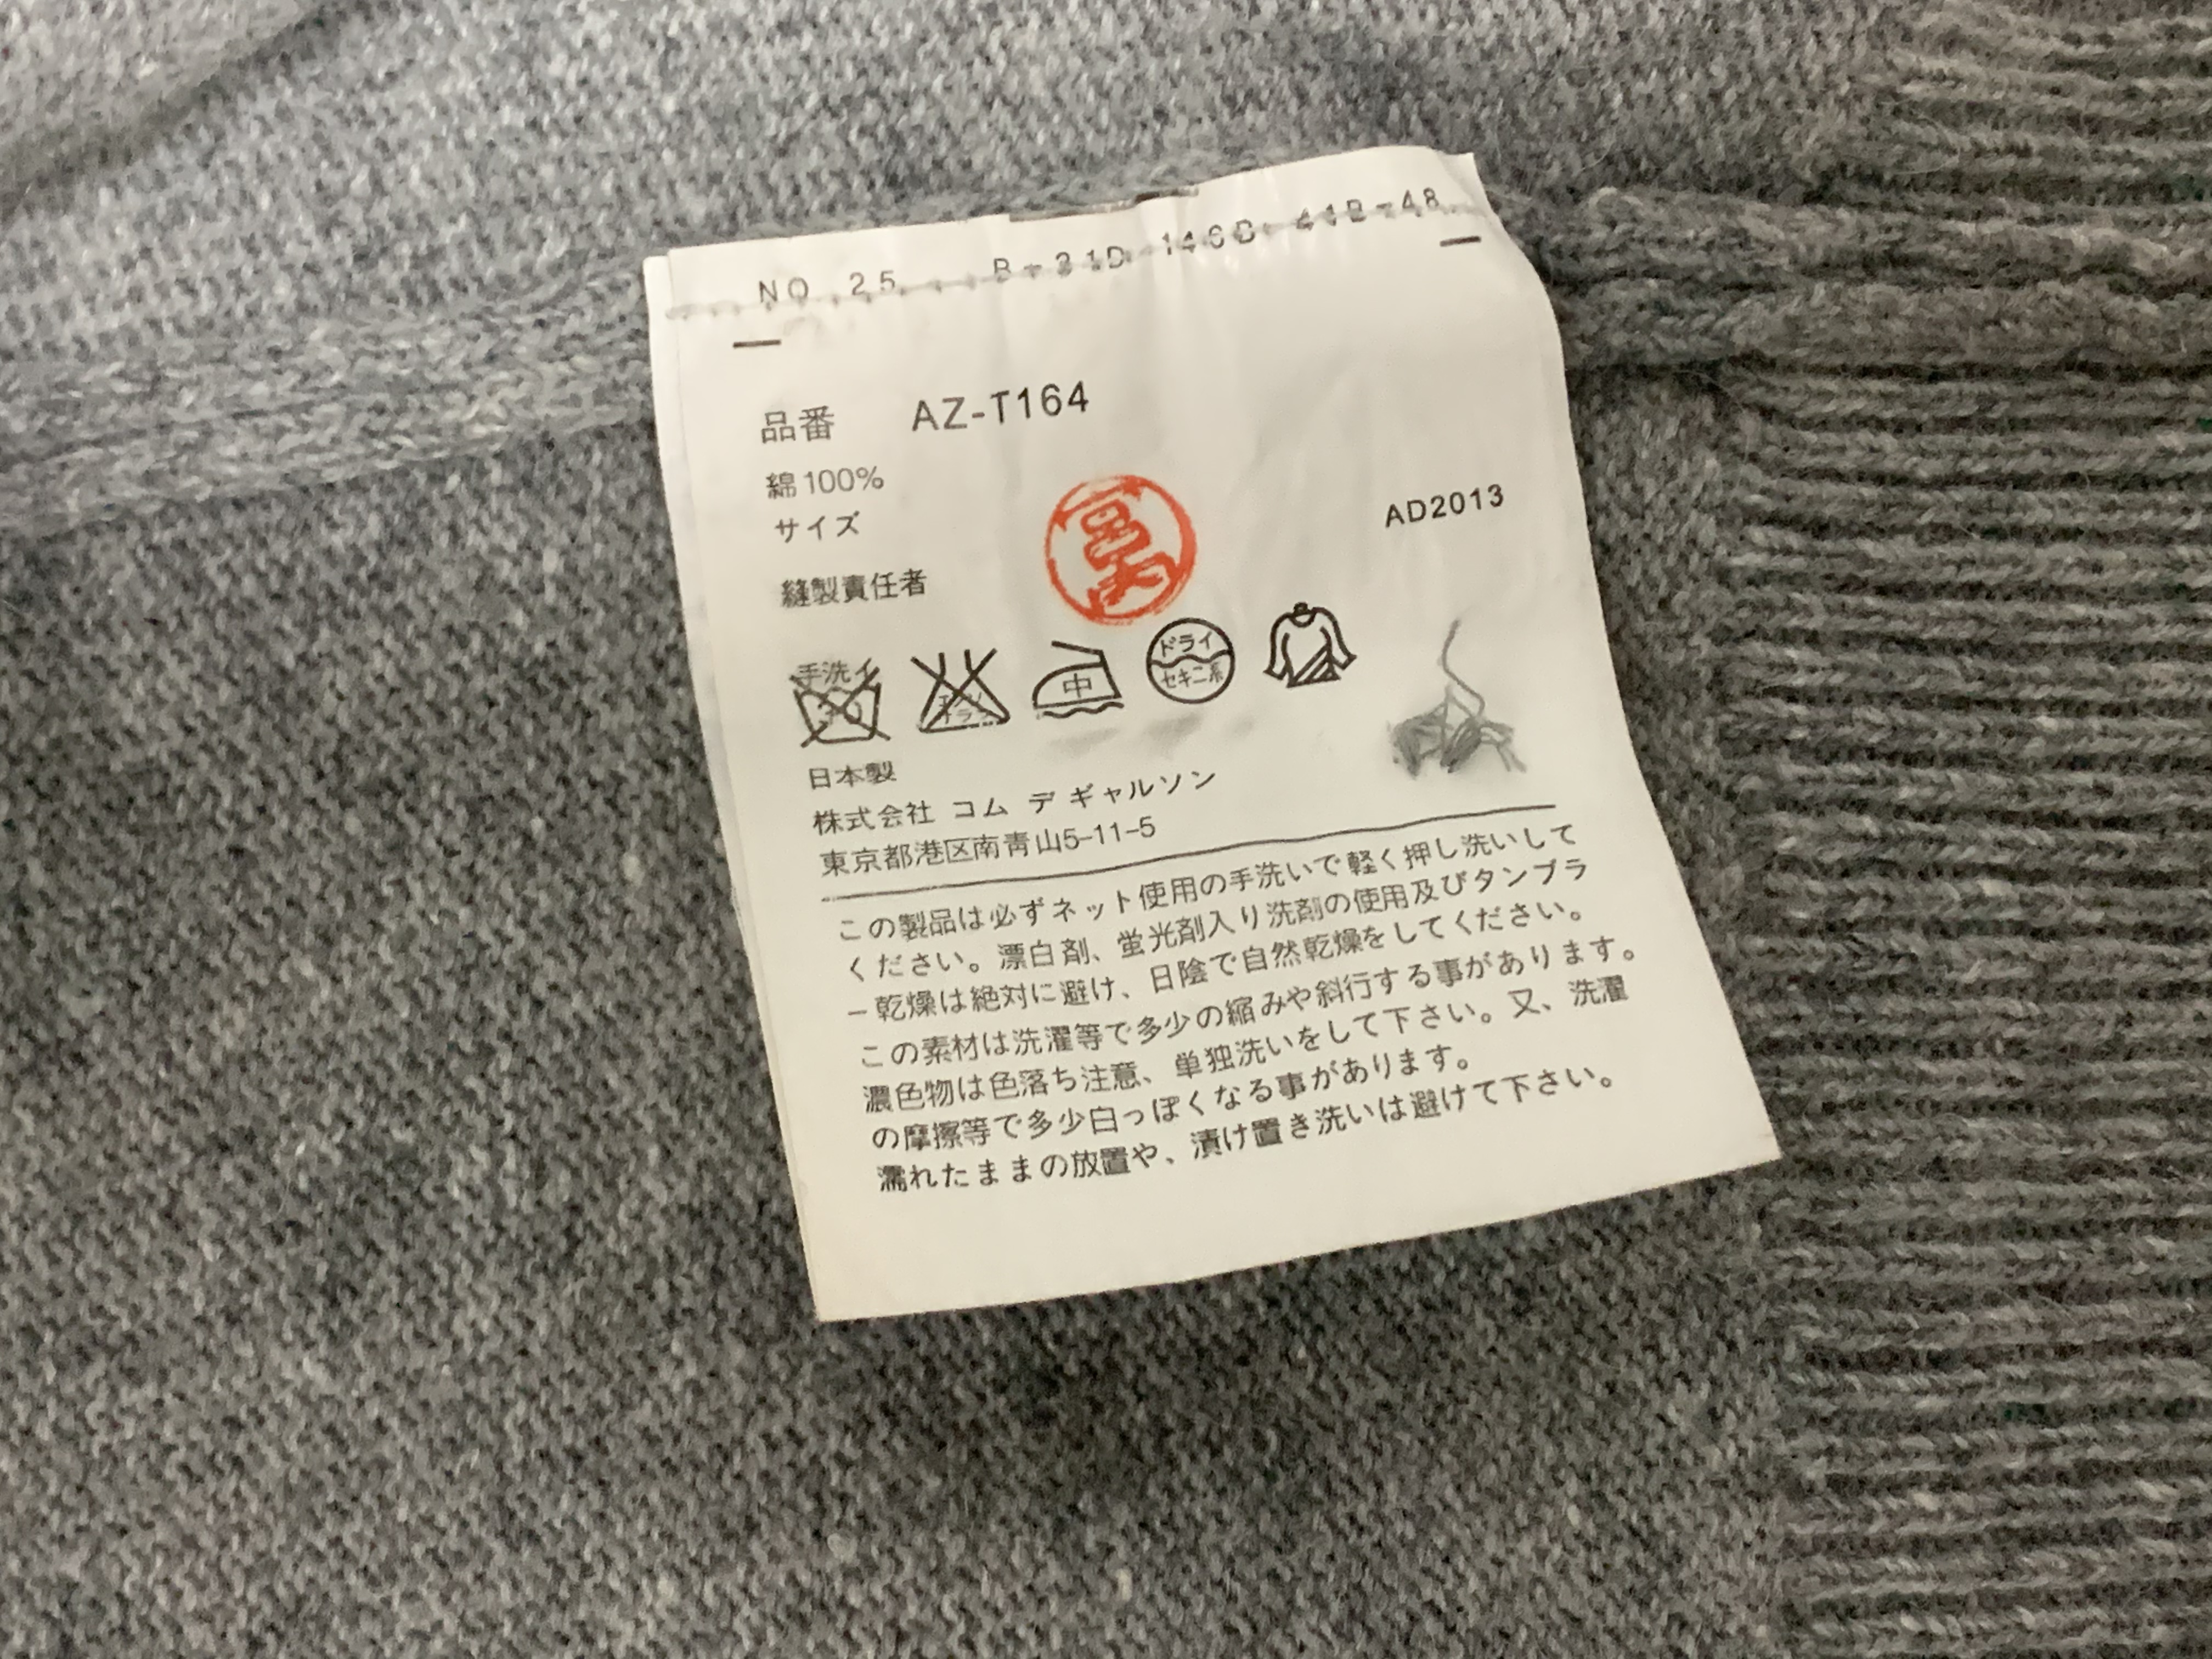 NO 25 B-31D 146D 41B-48
品番 AZ-T164
綿100%
サイズ
AD2013
縫製責任者
手洗イ
30
中
ドライ
セキユ系
日本製
株式会社 コム デ ギャルソン
東京都港区南青山5-11-5
この製品は必ずネット使用の手洗いで軽く押し洗いして
ください。漂白剤、蛍光剤入り洗剤の使用及びタンブラ
ー乾燥は絶対に避け、日陰で自然乾燥をしてください。
この素材は洗濯等で多少の縮みや斜行する事があります。
濃色物は色落ち注意、単独洗いをして下さい。又、洗濯
の摩擦等で多少白っぽくなる事があります。
濡れたままの放置や、漬け置き洗いは避けて下さい。